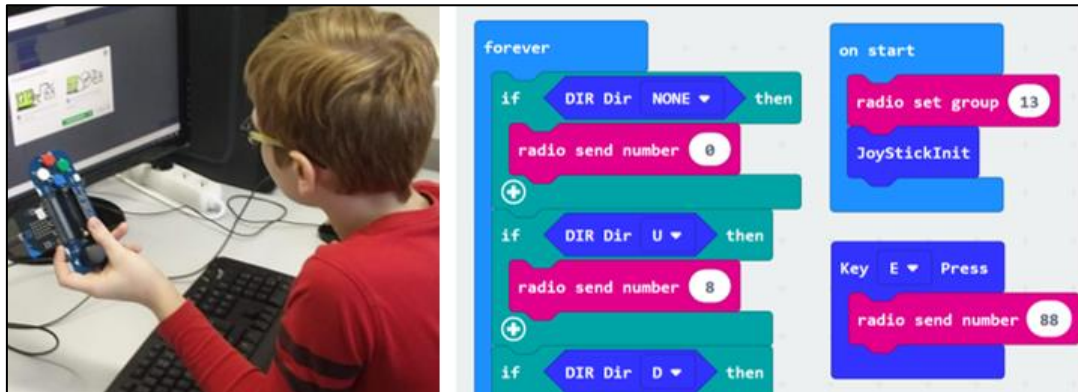 forever
if DIR Dir NONE then
radio send number 0
if DIR Dir U then
radio send number 8
if DIR Dir D then
on start
radio set group 13
JoyStickInit
Key E Press
radio send number 88